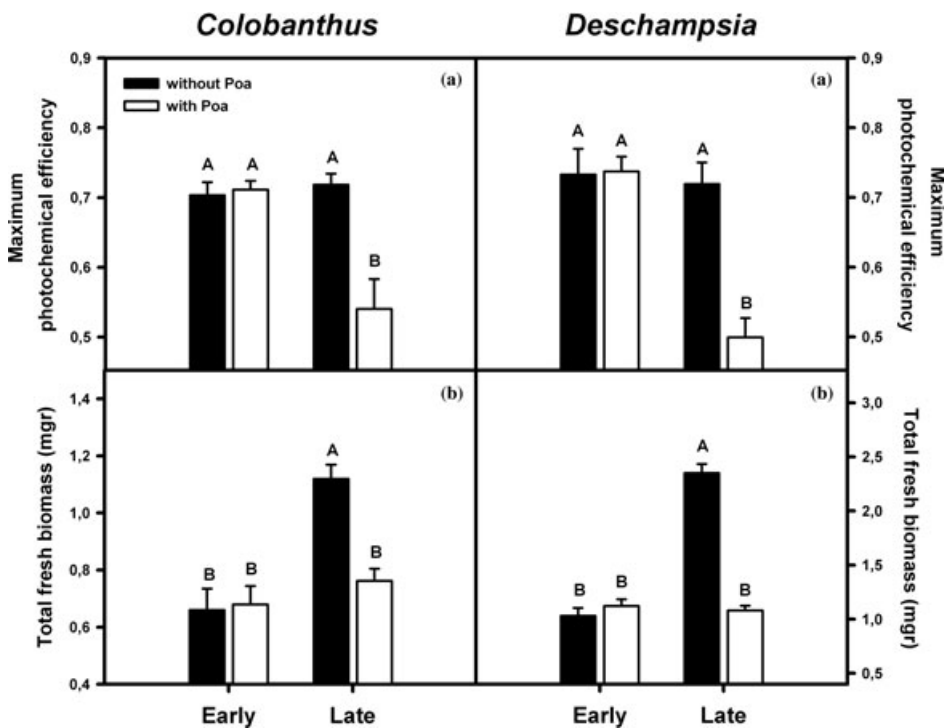 Colobanthus Deschampsia
0,9 (a) (a) 0,9
without Poa
with Poa
0,8 0,8
A A A A A A
0,7 0,7
0,6 0,6
B B
0,5 0,5
Maximum
photochemical efficiency
Maximum
photochemical efficiency
1,4 (b) (b) 3,0
1,2 A A 2,5
1,0 2,0
0,8 B B B B B B 1,5
0,6 1,0
0,4 0,5
Total fresh biomass (mgr)
Total fresh biomass (mgr)
Early Late Early Late